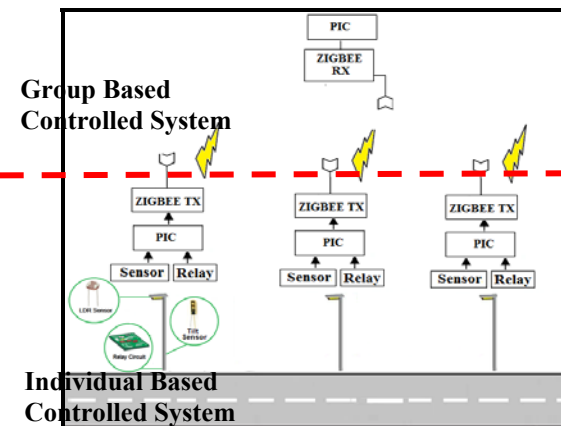 PIC
ZIGBEE
RX
Group Based
Controlled System
ZIGBEE TX
ZIGBEE TX
ZIGBEE TX
PIC
PIC
PIC
Sensor
Relay
Sensor
Relay
Sensor
Relay
LDR Sensor
Tilt
Sensor
Relay Circuit
Individual Based
Controlled System